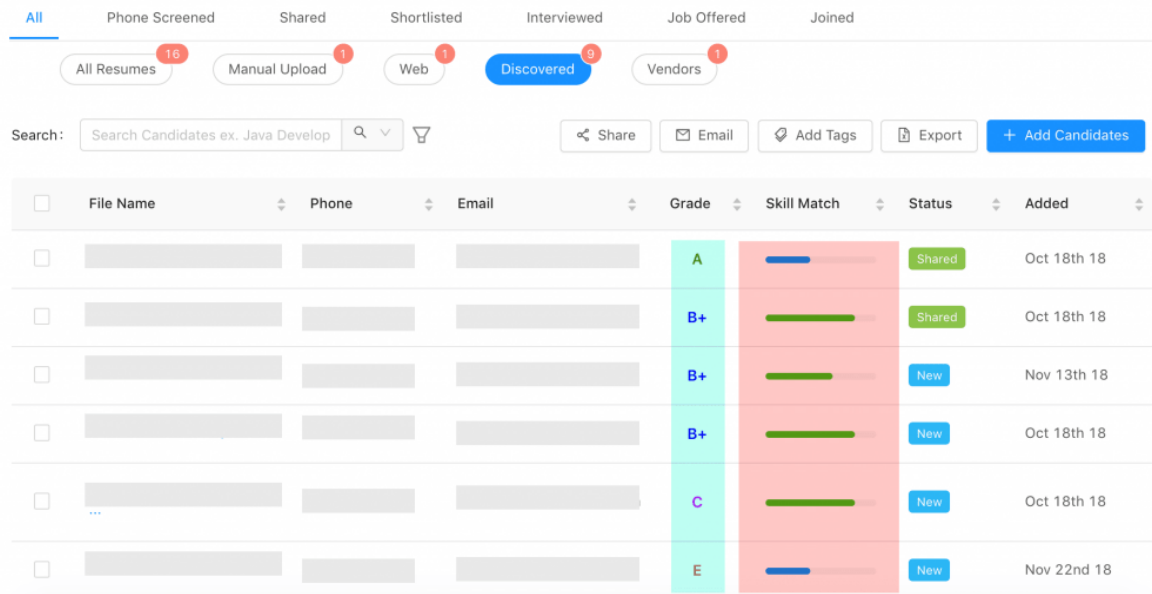 All Phone Screened Shared Shortlisted Interviewed Job Offered Joined
All Resumes 16 Manual Upload 1 Web 1 Discovered 9 Vendors 1
Search: Search Candidates ex. Java Develop Share Email Add Tags Export + Add Candidates
File Name Phone Email Grade Skill Match Status Added
A Shared Oct 18th 18
B+ Shared Oct 18th 18
B+ New Nov 13th 18
B+ New Oct 18th 18
C New Oct 18th 18
...
E New Nov 22nd 18